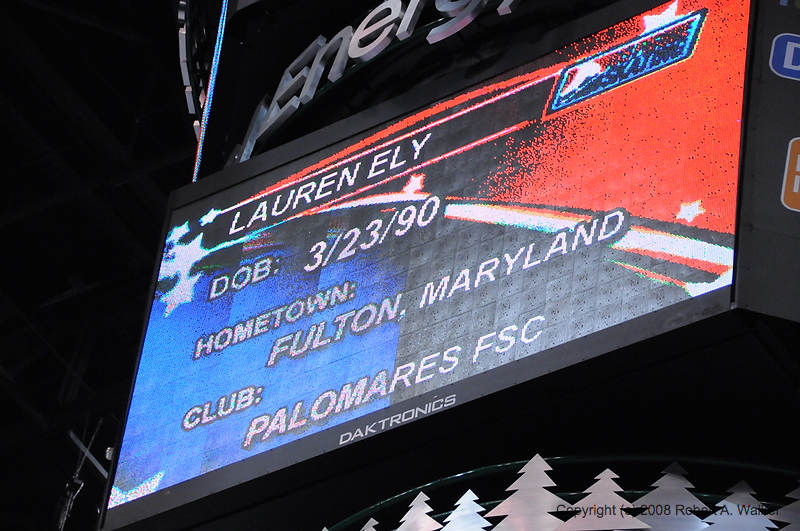 Energy
LAUREN ELY
DOB: 3/23/90
HOMETOWN:
FULTON, MARYLAND
CLUB:
PALOMARES FSC
DAKTRONICS
Copyright (c) 2008 Robert A. Walker